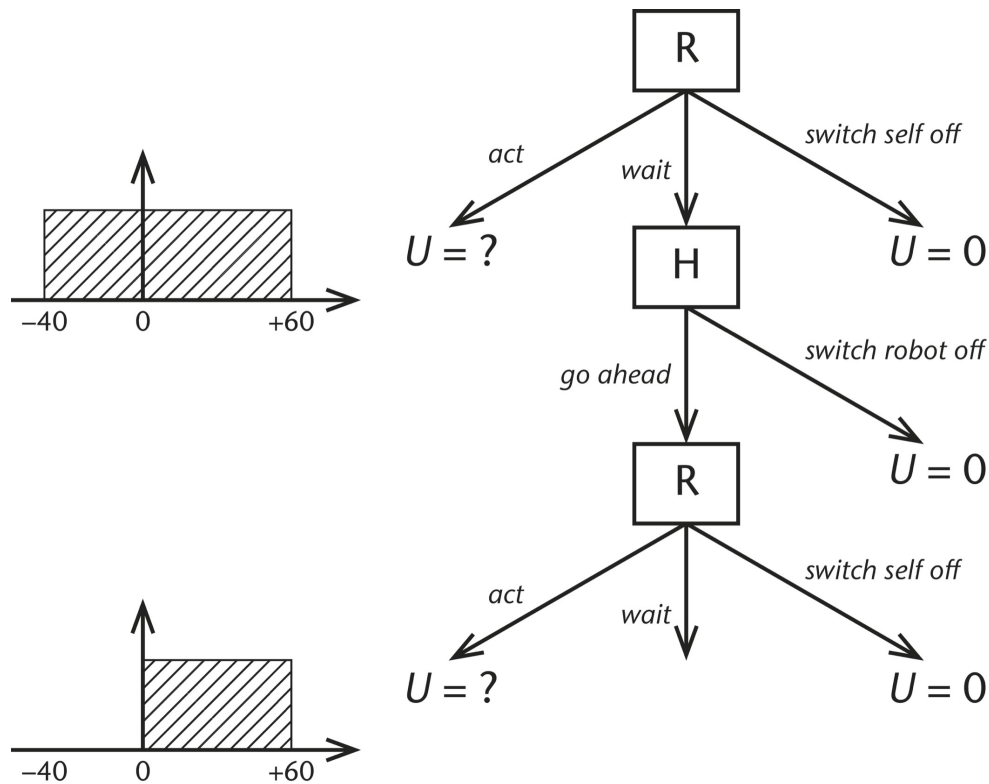 R
act
wait
switch self off
U = ?
H
U = 0
–40 0 +60
go ahead
switch robot off
U = 0
R
act
wait
switch self off
U = ?
U = 0
–40 0 +60